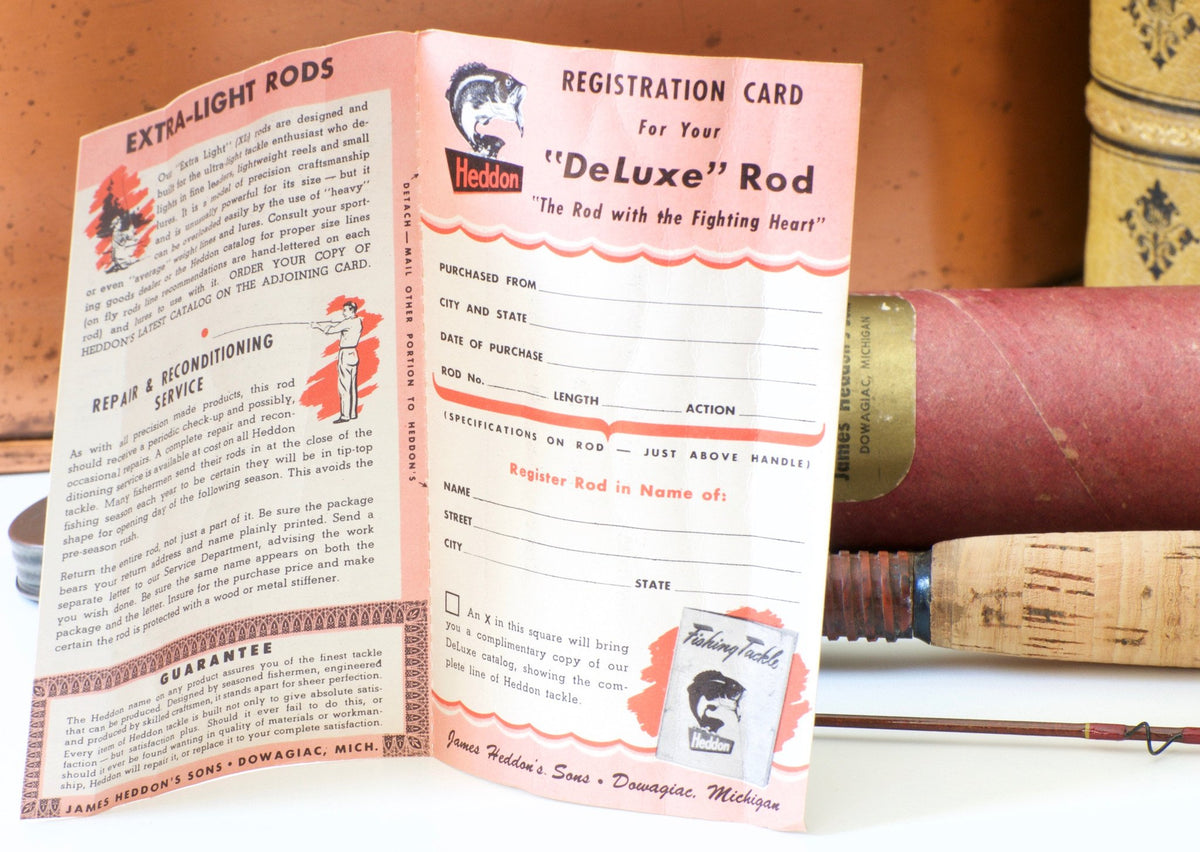 EXTRA-LIGHT RODS
Our "Extra Light" (XL) rods are designed and
built for the ultra-light tackle enthusiast who de-
lights in fine leaders, lightweight reels and small
lures. It is a model of precision craftsmanship
and is unusually powerful for its size — but it
can be overloaded easily by the use of "heavy"
or even "average" weight lines and lures. Consult your sport-
ing goods dealer or the Heddon catalog for proper size lines
(on fly rods line recommendations are hand-lettered on each
rod) and lures to use with it. ORDER YOUR COPY OF
HEDDON'S LATEST CATALOG ON THE ADJOINING CARD.
REPAIR & RECONDITIONING
SERVICE
As with all precision made products, this rod
should receive a periodic check-up and possibly,
occasional repairs. A complete repair and recon-
ditioning service is available at cost on all Heddon
tackle. Many fishermen send their rods in at the close of the
fishing season each year to be certain they will be in tip-top
shape for opening day of the following season. This avoids the
pre-season rush.
Return the entire rod, not just a part of it. Be sure the package
bears your return address and name plainly printed. Send a
separate letter to our Service Department, advising the work
you wish done. Be sure the same name appears on both the
package and the letter. Insure for the purchase price and make
certain the rod is protected with a wood or metal stiffener.
GUARANTEE
The Heddon name on any product assures you of the finest tackle
that can be produced. Designed by seasoned fishermen, engineered
and produced by skilled craftsmen, it stands apart for sheer perfection.
Every item of Heddon tackle is built not only to give absolute satis-
faction — but satisfaction plus. Should it ever fail to do this, or
should it ever be found wanting in quality of materials or workman-
ship, Heddon will repair it, or replace it to your complete satisfaction.
JAMES HEDDON'S SONS • DOWAGIAC, MICH.
DETACH — MAIL OTHER PORTION TO HEDDON'S
Heddon
REGISTRATION CARD
For Your
"DeLuxe" Rod
"The Rod with the Fighting Heart"
PURCHASED FROM
CITY AND STATE
DATE OF PURCHASE
ROD No. LENGTH ACTION
(SPECIFICATIONS ON ROD — JUST ABOVE HANDLE)
Register Rod in Name of:
NAME
STREET
CITY
STATE
An X in this square will bring
you a complimentary copy of our
DeLuxe catalog, showing the com-
plete line of Heddon tackle.
Fishing Tackle
Heddon
James Heddon's Sons • Dowagiac, Michigan
James Heddon's
DOWAGIAC, MICHIGAN